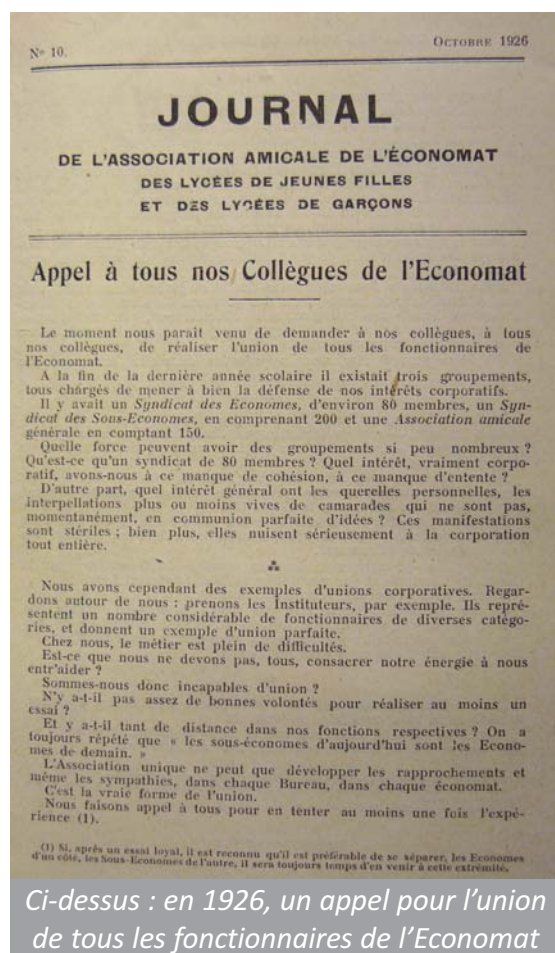 N° 10.
OCTOBRE 1926
JOURNAL
DE L'ASSOCIATION AMICALE DE L'ÉCONOMAT
DES LYCÉES DE JEUNES FILLES
ET DES LYCÉES DE GARÇONS
Appel à tous nos Collègues de l'Economat
Le moment nous paraît venu de demander à nos collègues, à tous
nos collègues, de réaliser l'union de tous les fonctionnaires de
l'Economat.
A la fin de la dernière année scolaire il existait trois groupements,
tous chargés de mener à bien la défense de nos intérêts corporatifs.
Il y avait un Syndicat des Economes, d'environ 80 membres, un Syn-
dicat des Sous-Economes, en comprenant 200 et une Association amicale
générale en comptant 150.
Quelle force peuvent avoir des groupements si peu nombreux ?
Qu'est-ce qu'un syndicat de 80 membres ? Quel intérêt, vraiment corpo-
ratif, avons-nous à ce manque de cohésion, à ce manque d'entente ?
D'autre part, quel intérêt général ont les querelles personnelles, les
interpellations plus ou moins vives de camarades qui ne sont pas,
momentanément, en communion parfaite d'idées ? Ces manifestations
sont stériles ; bien plus, elles nuisent sérieusement à la corporation
tout entière.
Nous avons cependant des exemples d'unions corporatives. Regar-
dons autour de nous : prenons les Instituteurs, par exemple. Ils repré-
sentent un nombre considérable de fonctionnaires de diverses catégo-
ries, et donnent un exemple d'union parfaite.
Chez nous, le métier est plein de difficultés.
Est-ce que nous ne devons pas, tous, consacrer notre énergie à nous
entr'aider ?
Sommes-nous donc incapables d'union ?
N'y a-t-il pas assez de bonnes volontés pour réaliser au moins un
essai ?
Et y a-t-il tant de distance dans nos fonctions respectives ? On a
toujours répété que « les sous-économes d'aujourd'hui sont les Econo-
mes de demain. »
L'Association unique ne peut que développer les rapprochements et
même les sympathies, dans chaque Bureau, dans chaque économat.
C'est la vraie forme de l'union.
Nous faisons appel à tous pour en tenter au moins une fois l'expé-
rience (1).
(1) Si, après un essai loyal, il est reconnu qu'il est préférable de se séparer, les Economes
d'un côté, les Sous-Economes de l'autre, il sera toujours temps d'en venir à cette extrémité.
Ci-dessus : en 1926, un appel pour l'union
de tous les fonctionnaires de l'Economat